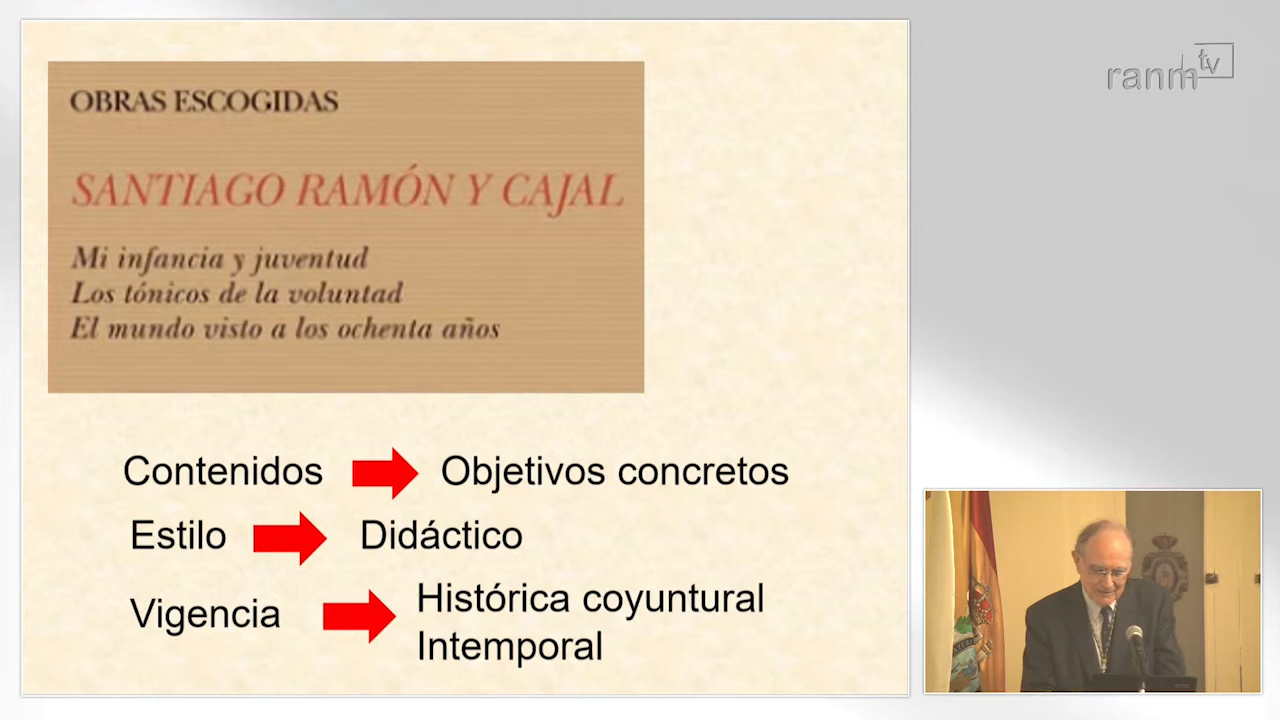 OBRAS ESCOGIDAS
SANTIAGO RAMÓN Y CAJAL
Mi infancia y juventud
Los tónicos de la voluntad
El mundo visto a los ochenta años
Contenidos Objetivos concretos
Estilo Didáctico
Vigencia Histórica coyuntural
Intemporal
ranm tv